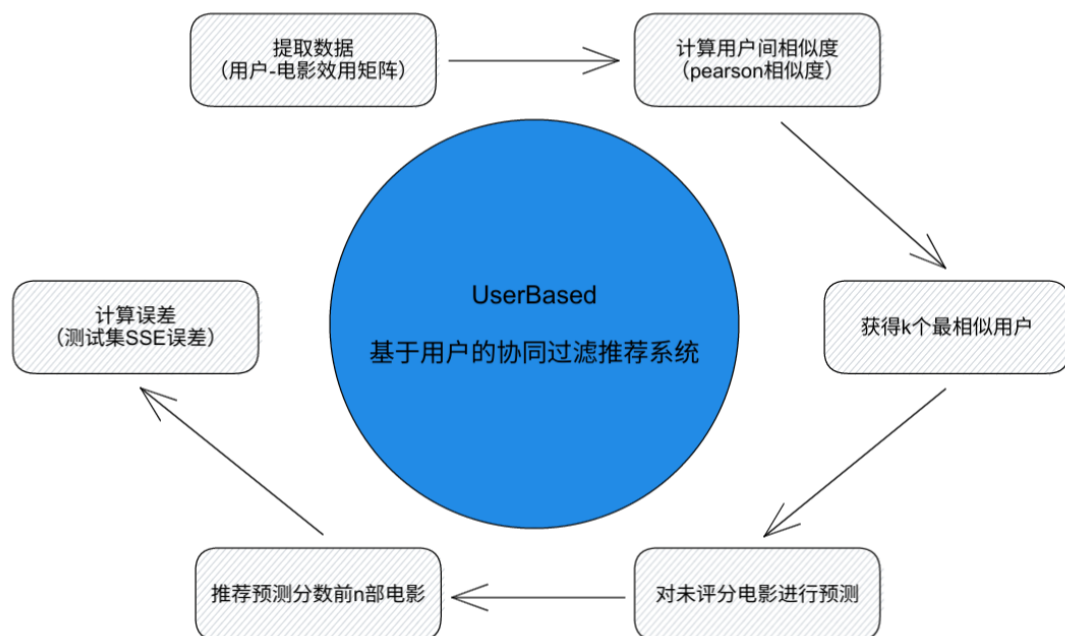 提取数据
（用户-电影效用矩阵）
计算用户间相似度
（pearson相似度）
获得k个最相似用户
对未评分电影进行预测
推荐预测分数前n部电影
计算误差
（测试集SSE误差）
UserBased
基于用户的协同过滤推荐系统